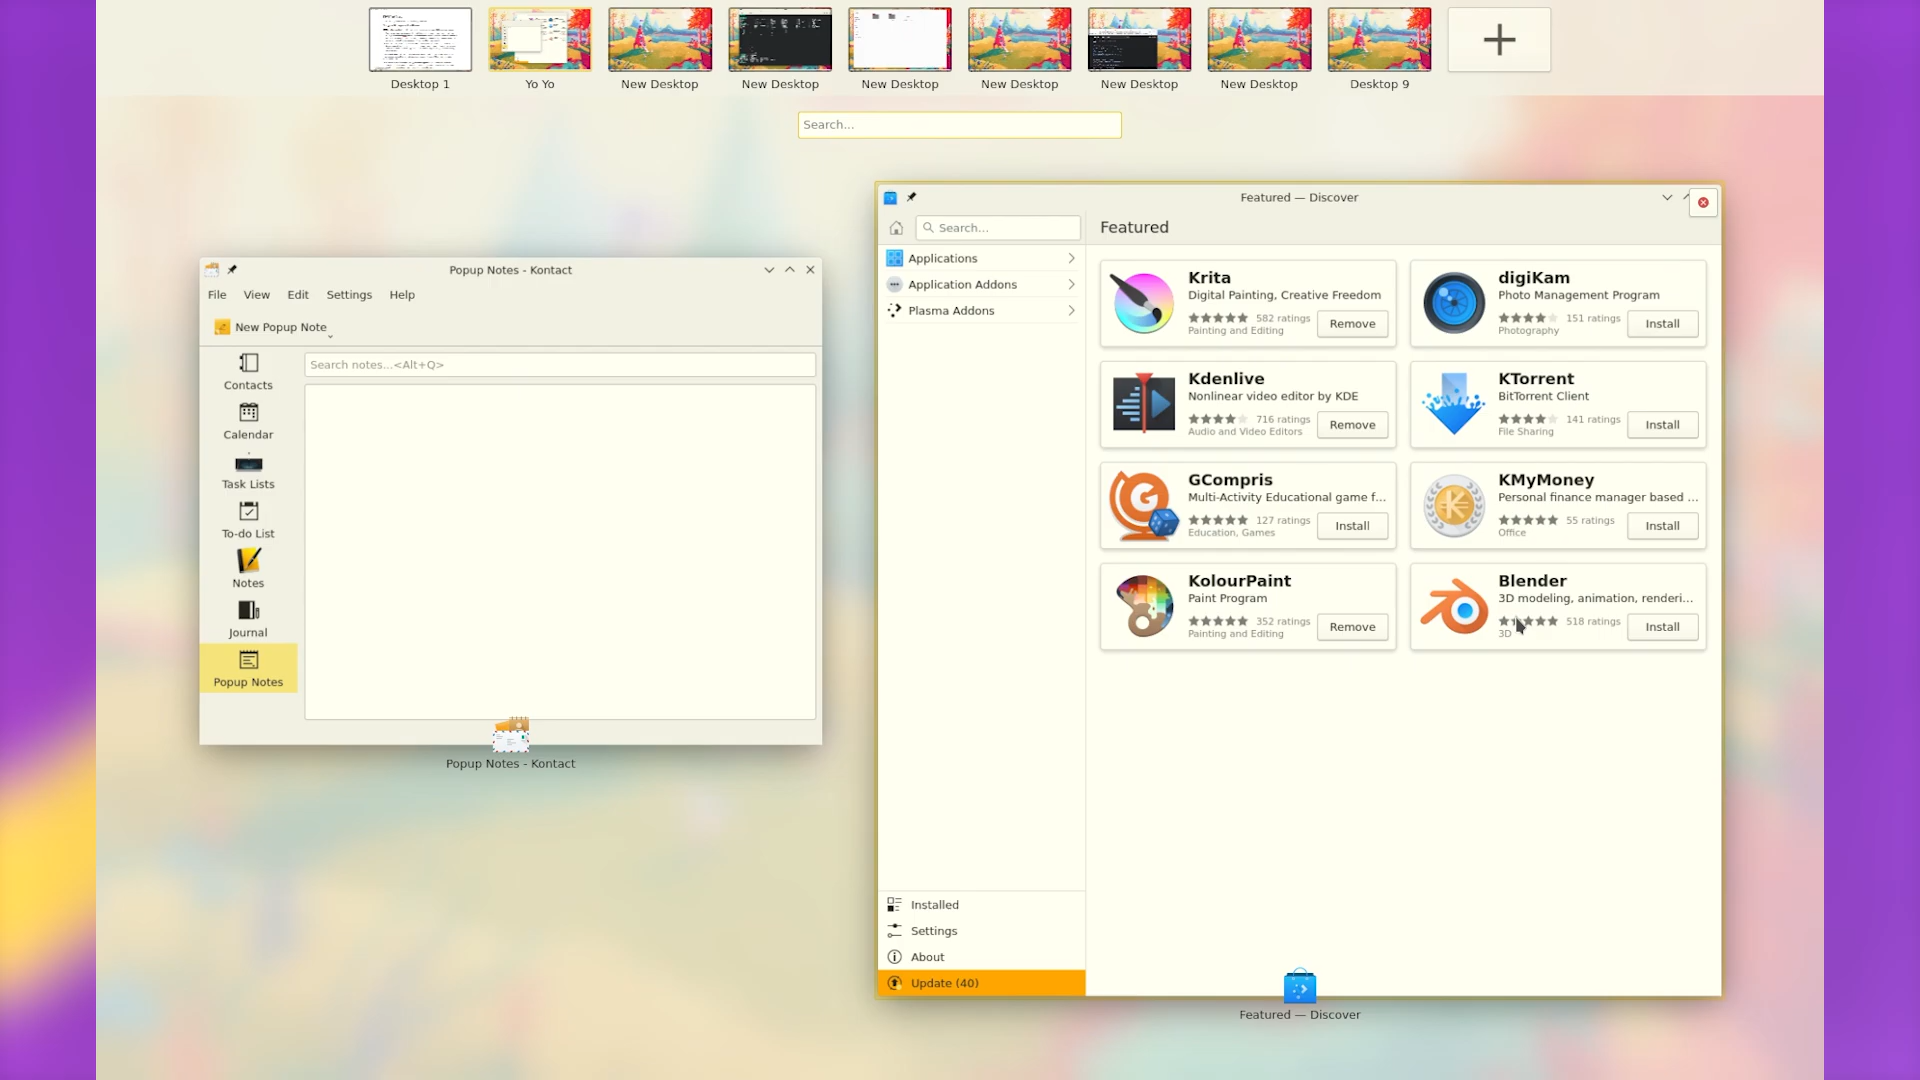 Desktop 1
Yo Yo
New Desktop
New Desktop
New Desktop
New Desktop
New Desktop
New Desktop
Desktop 9
Search...
Popup Notes - Kontact
File View Edit Settings Help
New Popup Note
Search notes...<Alt+Q>
Contacts
Calendar
Task Lists
To-do List
Notes
Journal
Popup Notes
Popup Notes - Kontact
Featured — Discover
Search...
Featured
Applications
Application Addons
Plasma Addons
Krita
Digital Painting, Creative Freedom
582 ratings
Painting and Editing
Remove
digiKam
Photo Management Program
151 ratings
Photography
Install
Kdenlive
Nonlinear video editor by KDE
716 ratings
Audio and Video Editors
Remove
KTorrent
BitTorrent Client
141 ratings
File Sharing
Install
GCompris
Multi-Activity Educational game f...
127 ratings
Education, Games
Install
KMyMoney
Personal finance manager based ...
55 ratings
Office
Install
KolourPaint
Paint Program
352 ratings
Painting and Editing
Remove
Blender
3D modeling, animation, renderi...
518 ratings
3D
Install
Installed
Settings
About
Update (40)
Featured — Discover